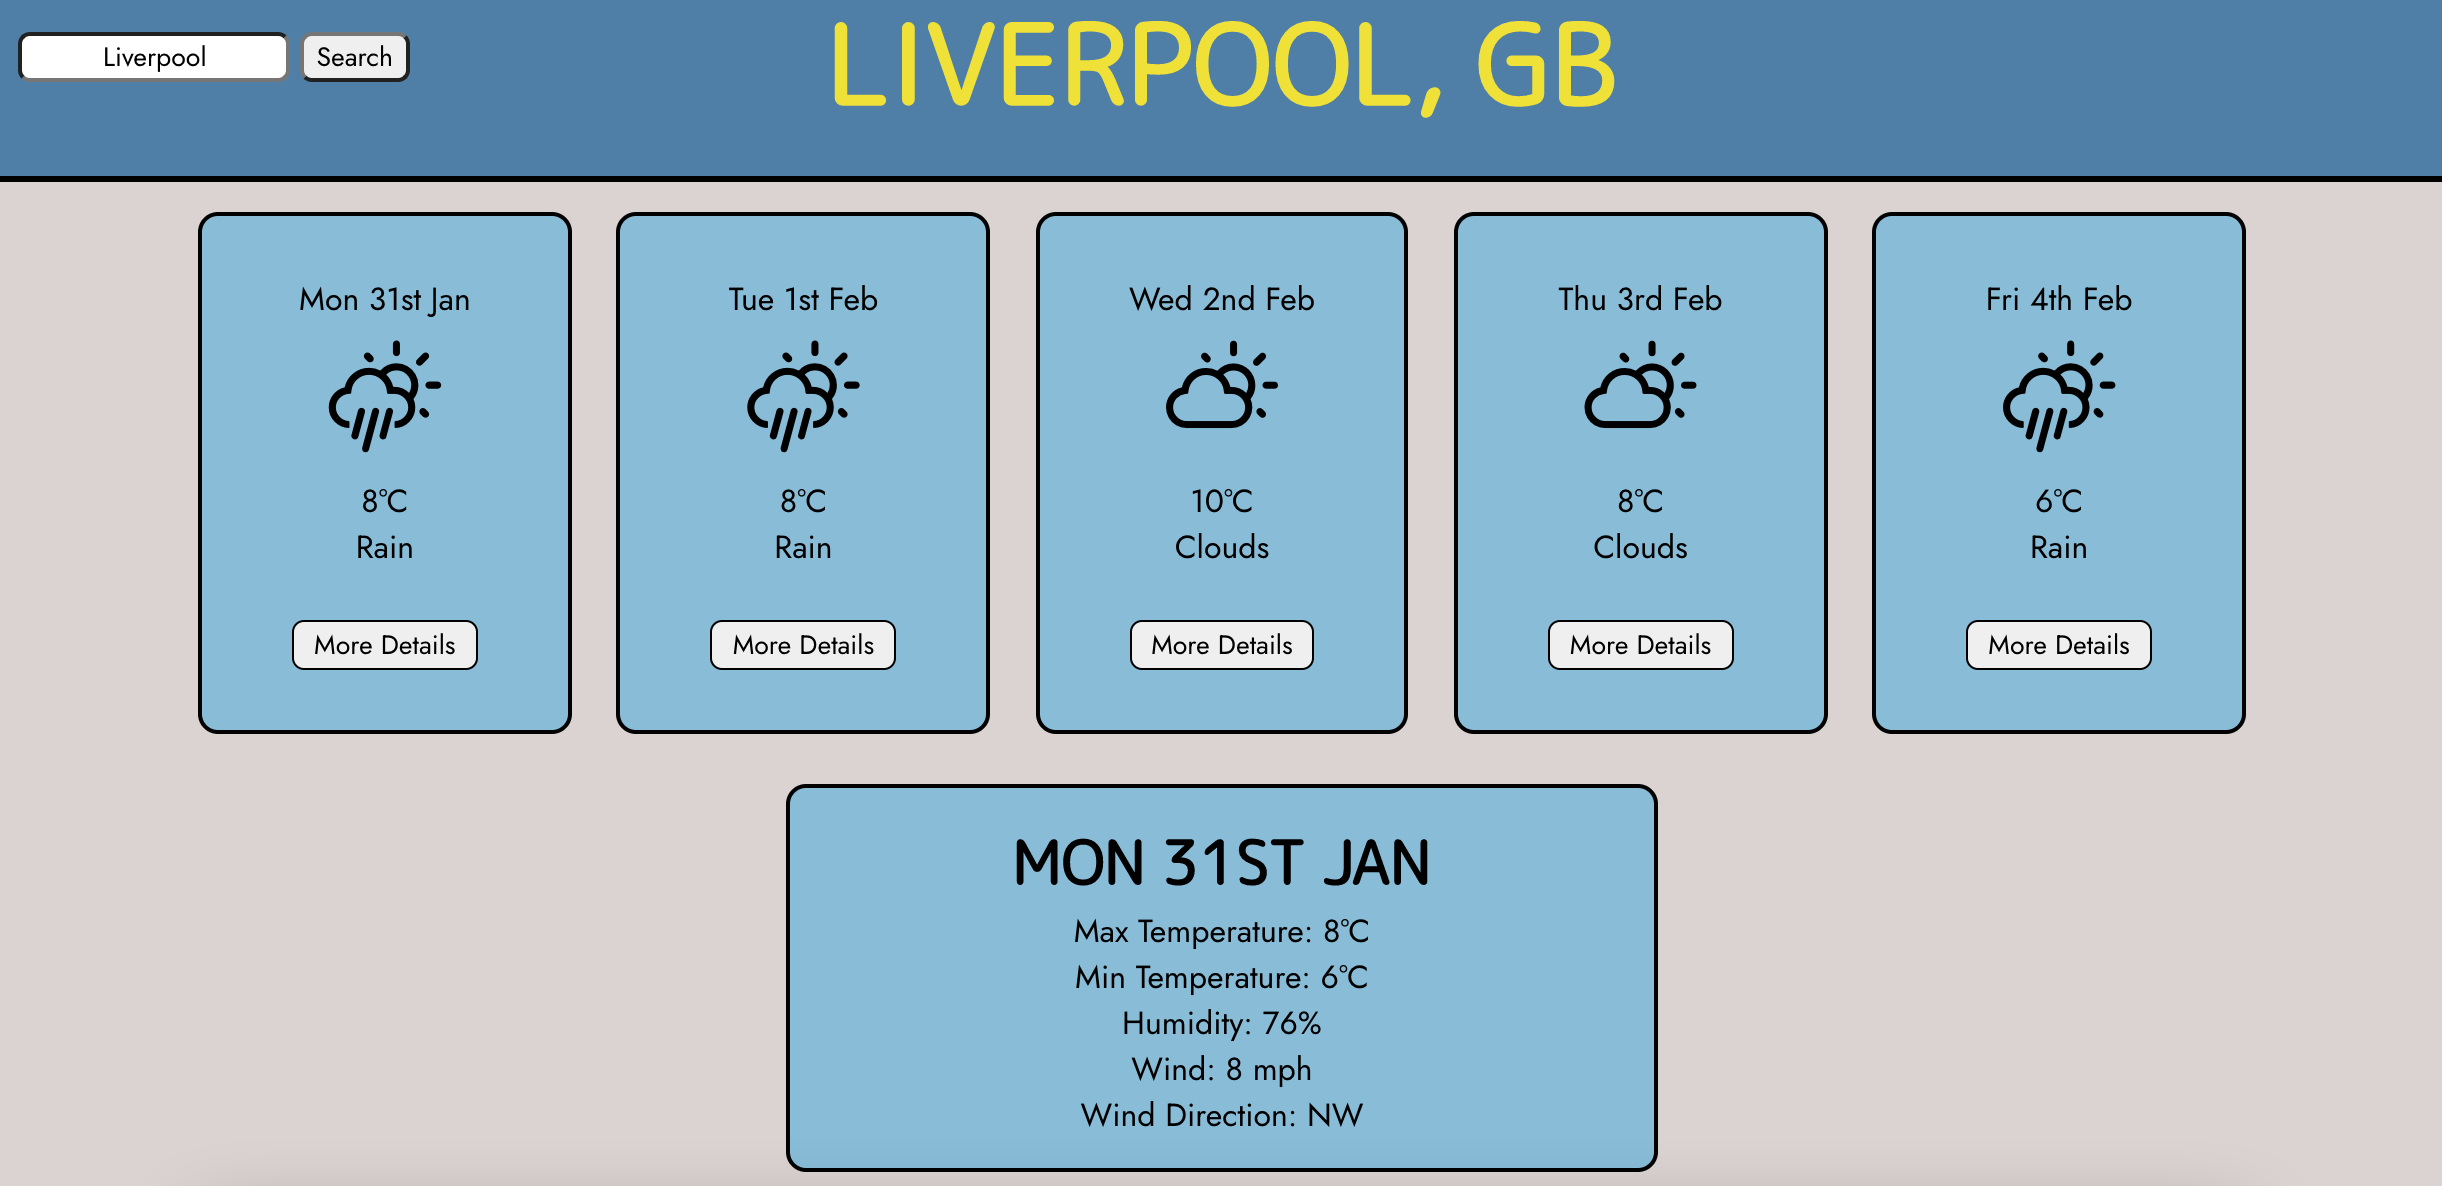 Liverpool
Search
LIVERPOOL, GB
Mon 31st Jan
8°C
Rain
More Details
Tue 1st Feb
8°C
Rain
More Details
Wed 2nd Feb
10°C
Clouds
More Details
Thu 3rd Feb
8°C
Clouds
More Details
Fri 4th Feb
6°C
Rain
More Details
MON 31ST JAN
Max Temperature: 8°C
Min Temperature: 6°C
Humidity: 76%
Wind: 8 mph
Wind Direction: NW